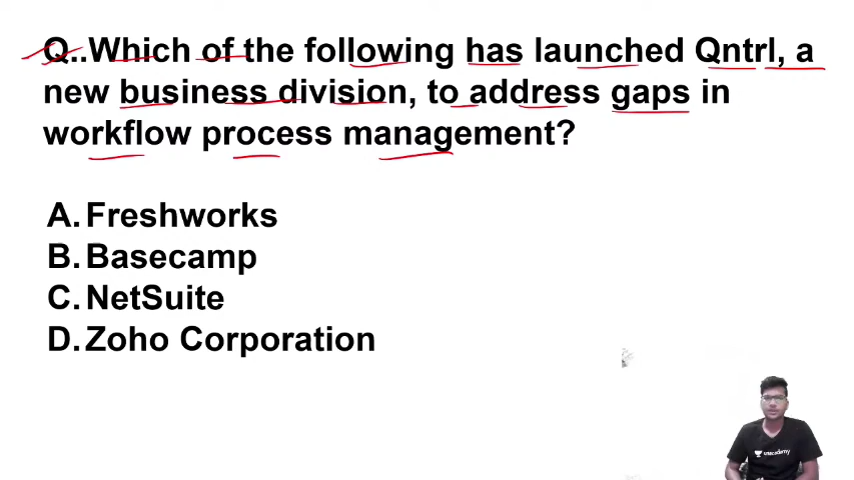 Q..Which of the following has launched Qntrl, a
new business division, to address gaps in
workflow process management?
A. Freshworks
B. Basecamp
C. NetSuite
D. Zoho Corporation
unacademy